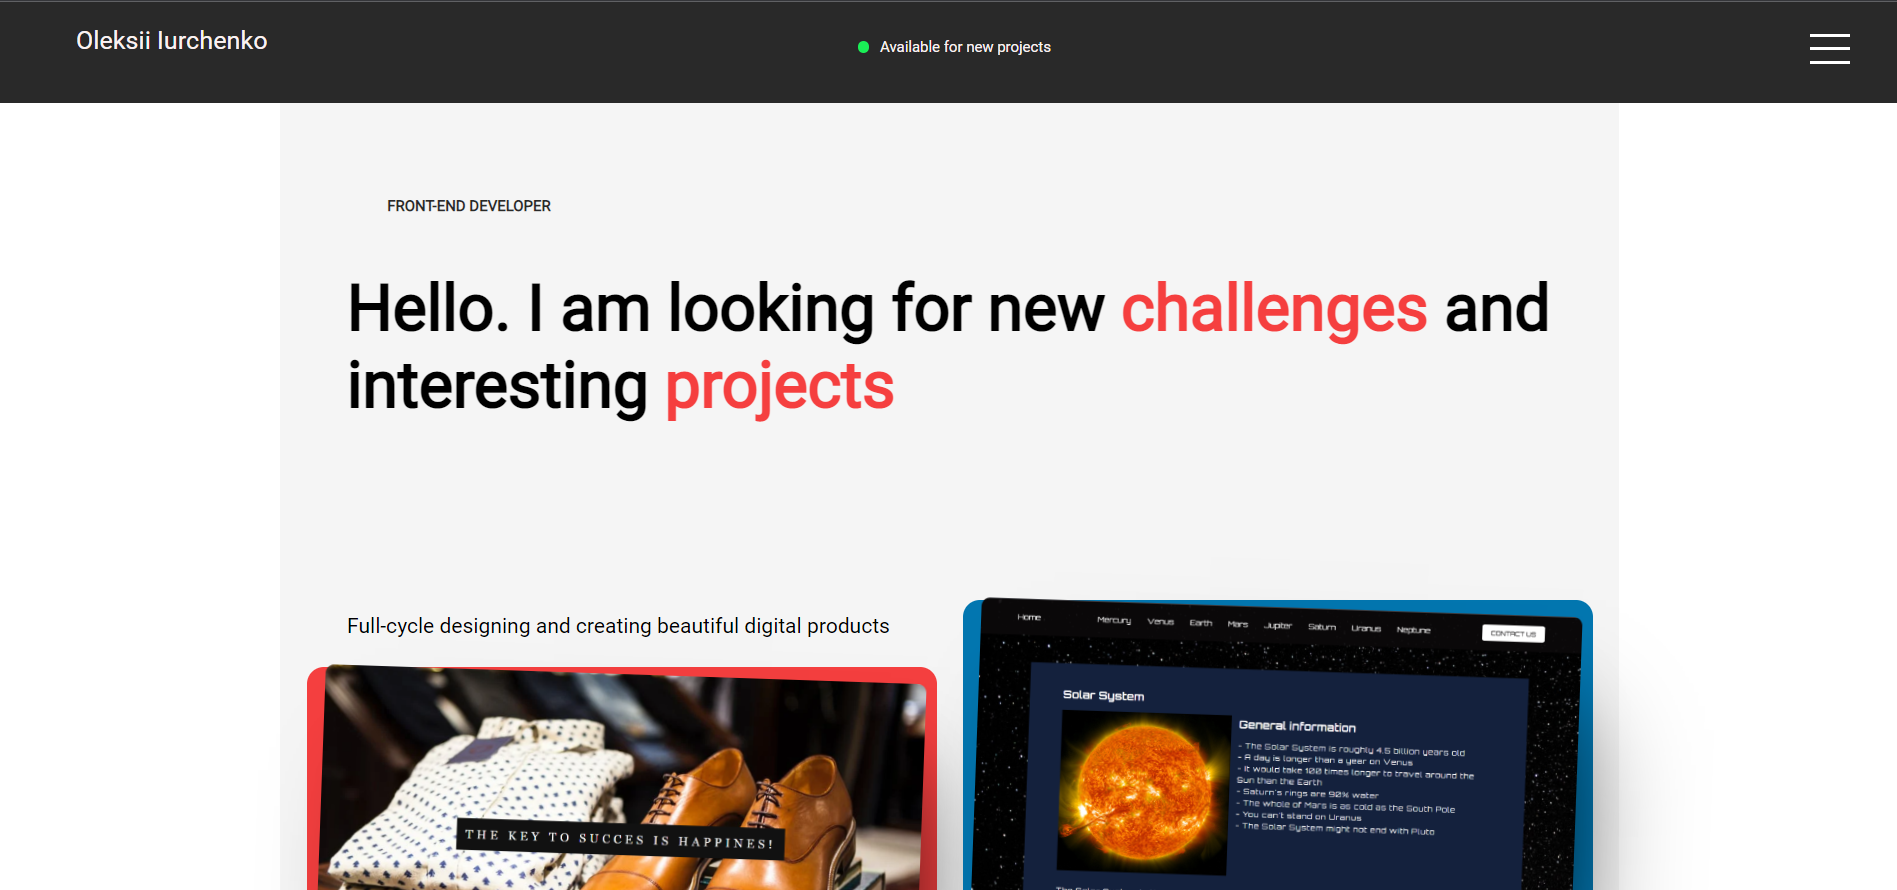 Oleksii Iurchenko
Available for new projects
FRONT-END DEVELOPER
Hello. I am looking for new challenges and
interesting projects
Full-cycle designing and creating beautiful digital products
THE KEY TO SUCCES IS HAPPINES!
Home Mercury Venus Earth Mars Jupiter Saturn Uranus Neptune CONTACT US
Solar System
General information
- The Solar System is roughly 4.5 billion years old
- A day is longer than a year on Venus
- It would take 100 times longer to travel around the
Sun than the Earth
- Saturn's rings are 90% water
- The whole of Mars is as cold as the South Pole
- You can't stand on Uranus
- The Solar System might not end with Pluto